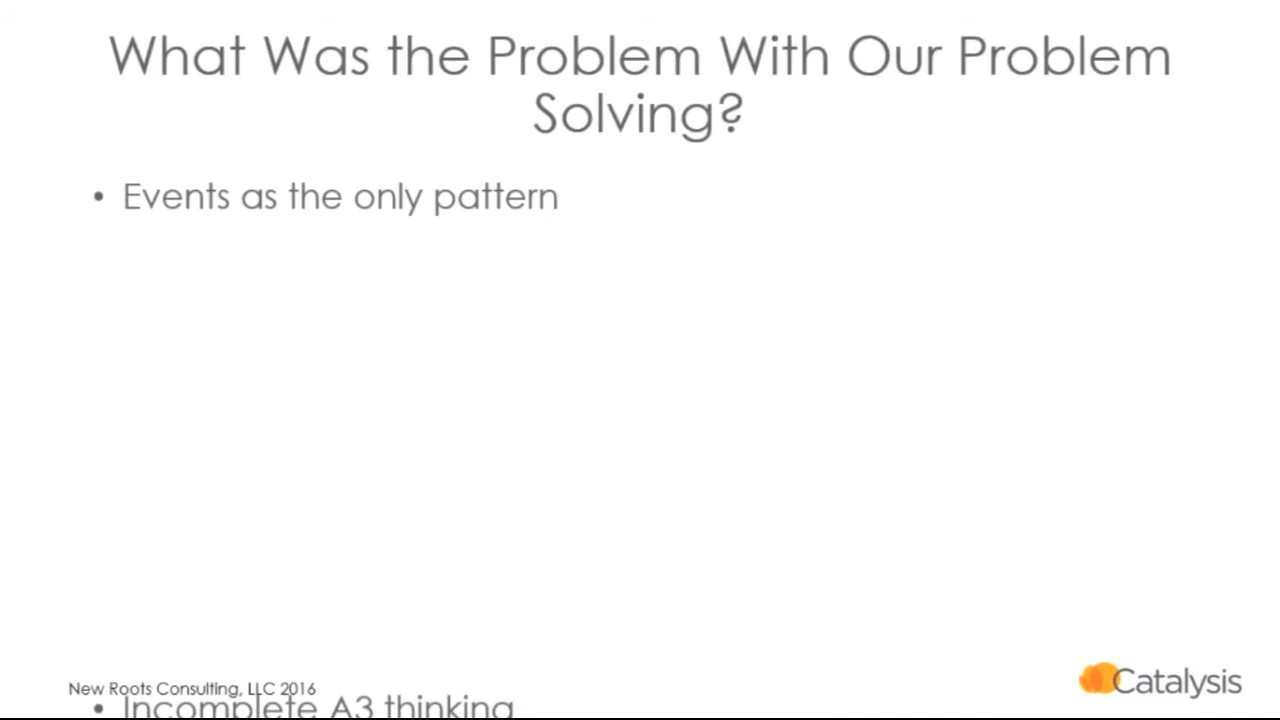 What Was the Problem With Our Problem
Solving?
• Events as the only pattern
New Roots Consulting, LLC 2016
• Incomplete A3 thinking
Catalysis